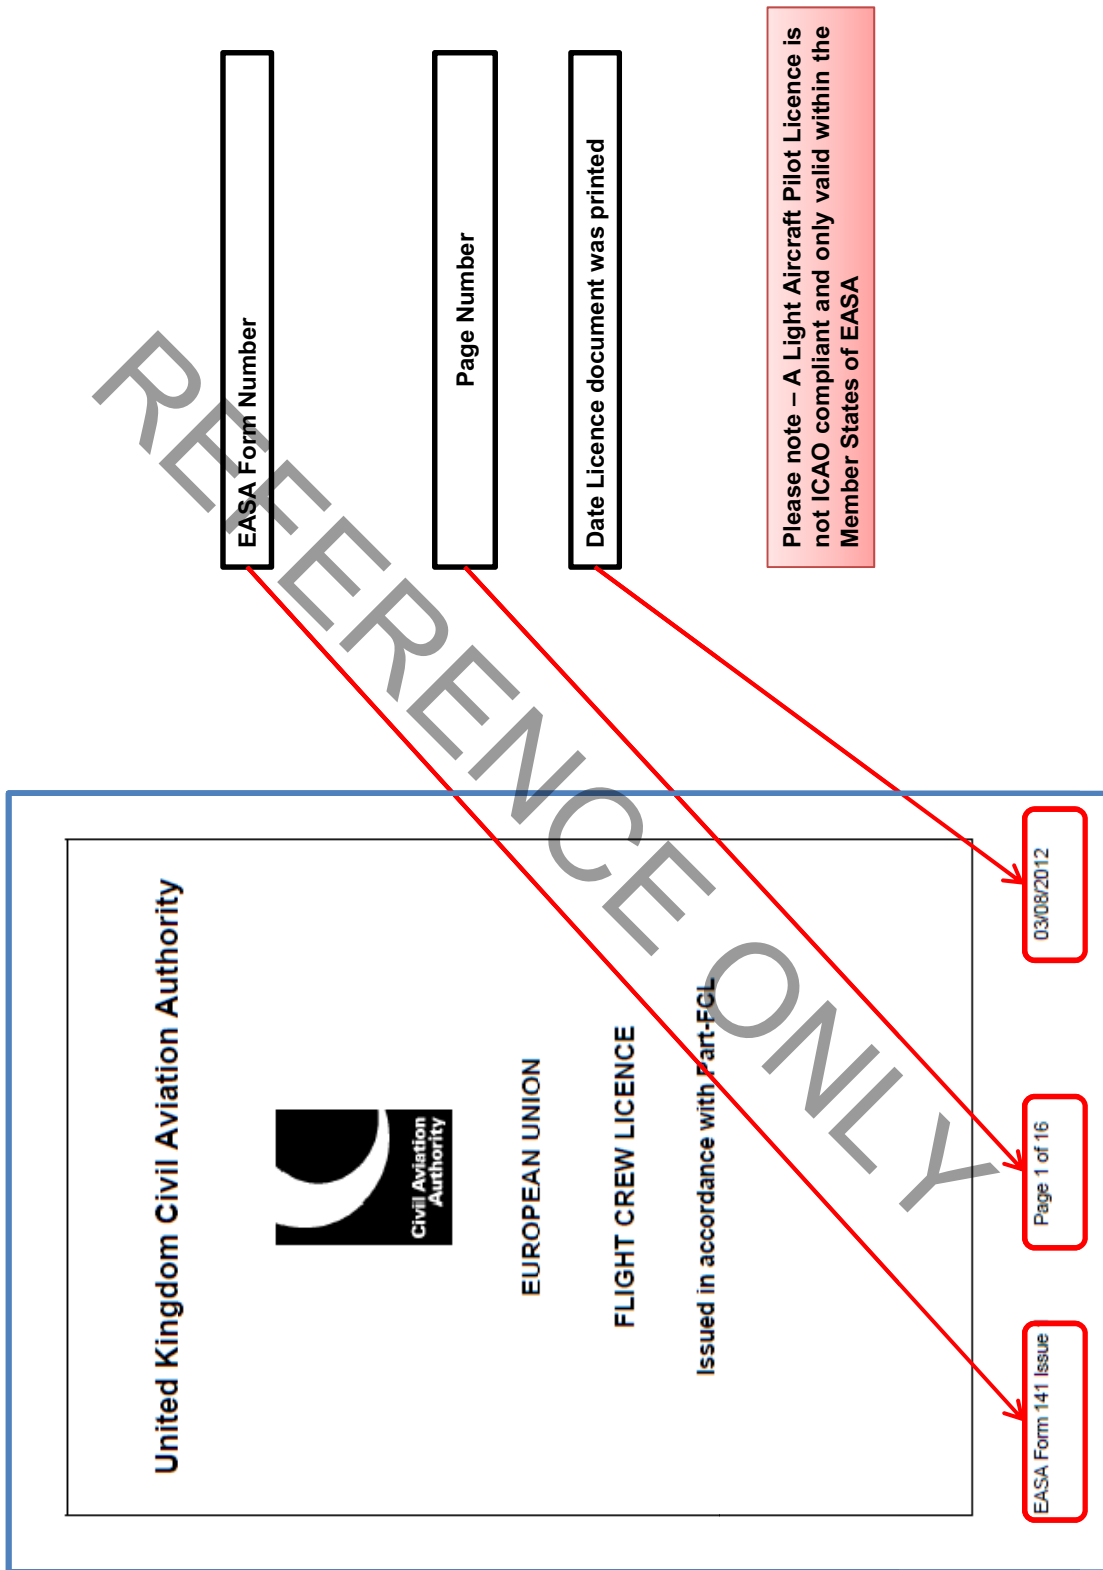 United Kingdom Civil Aviation Authority
Civil Aviation
Authority
EUROPEAN UNION
FLIGHT CREW LICENCE
Issued in accordance with Part-FCL
EASA Form 141 Issue
Page 1 of 16
03/08/2012
EASA Form Number
Page Number
Date Licence document was printed
Please note – A Light Aircraft Pilot Licence is
not ICAO compliant and only valid within the
Member States of EASA
REFERENCE ONLY